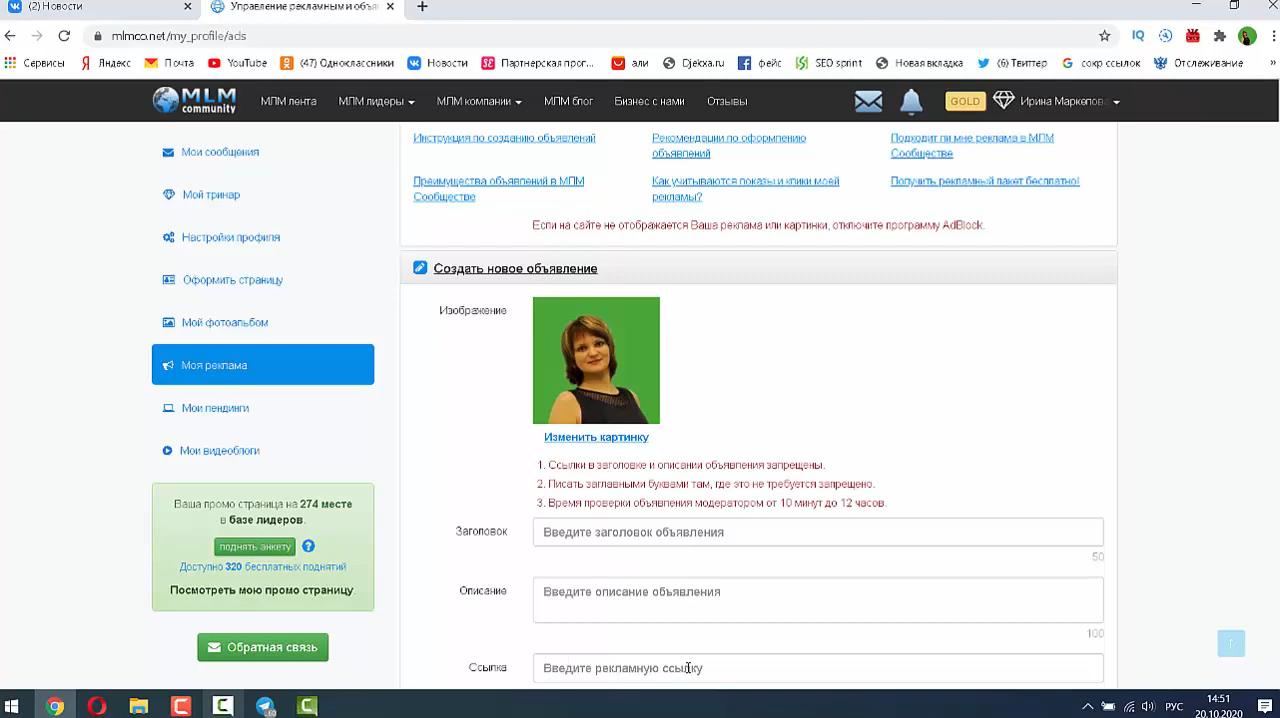 (2) Новости
Управление рекламными объя
mlmco.net/my_profile/ads
IQ
Сервисы
Яндекс
Почта
YouTube
(47) Одноклассники
Новости
Партнерская прог...
али
Djekxa.ru
фейс
SEO sprint
Новая вкладка
(6) Твиттер
сокр ссылок
Отслеживание
MLM community
МЛМ лента
МЛМ лидеры
МЛМ компании
МЛМ блог
Бизнес с нами
Отзывы
GOLD
Ирина Маркелова
Мои сообщения
Мой тринар
Настройки профиля
Оформить страницу
Мой фотоальбом
Моя реклама
Мои лендинги
Мои видеоблоги
Ваша промо страница на 274 месте
в базе лидеров.
поднять анкету
?
Доступно 320 бесплатных поднятий
Посмотреть мою промо страницу.
Обратная связь
Инструкция по созданию объявлений
Рекомендации по оформлению
объявлений
Подходит ли мне реклама в МЛМ
Сообществе
Преимущества объявлений в МЛМ
Сообществе
Как учитываются показы и клики моей
рекламы?
Получить рекламный пакет бесплатно!
Если на сайте не отображается Ваша реклама или картинки, отключите программу AdBlock.
Создать новое объявление
Изображение
Изменить картинку
1. Ссылки в заголовке и описании объявления запрещены.
2. Писать заглавными буквами там, где это не требуется запрещено.
3. Время проверки объявления модератором от 10 минут до 12 часов.
Заголовок
Введите заголовок объявления
50
Описание
Введите описание объявления
100
Ссылка
Введите рекламную ссылку
РУС
14:51
20.10.2020